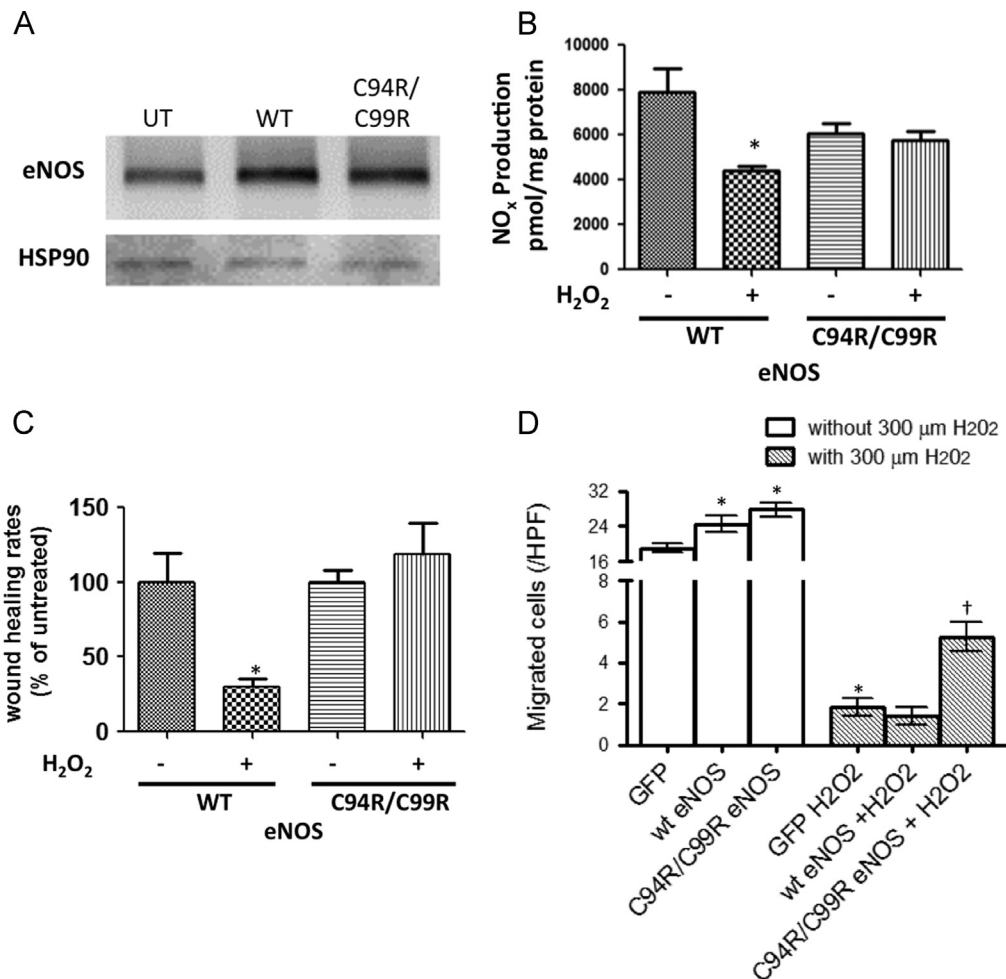 A
UT
WT
C94R/
C99R
eNOS
HSP90
B
NOx Production
pmol/mg protein
10000
8000
6000
4000
2000
0
*
H2O2
-
+
-
+
WT
C94R/C99R
eNOS
C
wound healing rates
(% of untreated)
150
100
50
0
*
H2O2
-
+
-
+
WT
C94R/C99R
eNOS
D
without 300 μm H2O2
with 300 μm H2O2
Migrated cells (/HPF)
32
24
16
8
6
4
2
0
*
*
*
†
GFP
wt eNOS
C94R/C99R eNOS
GFP H2O2
wt eNOS +H2O2
C94R/C99R eNOS + H2O2